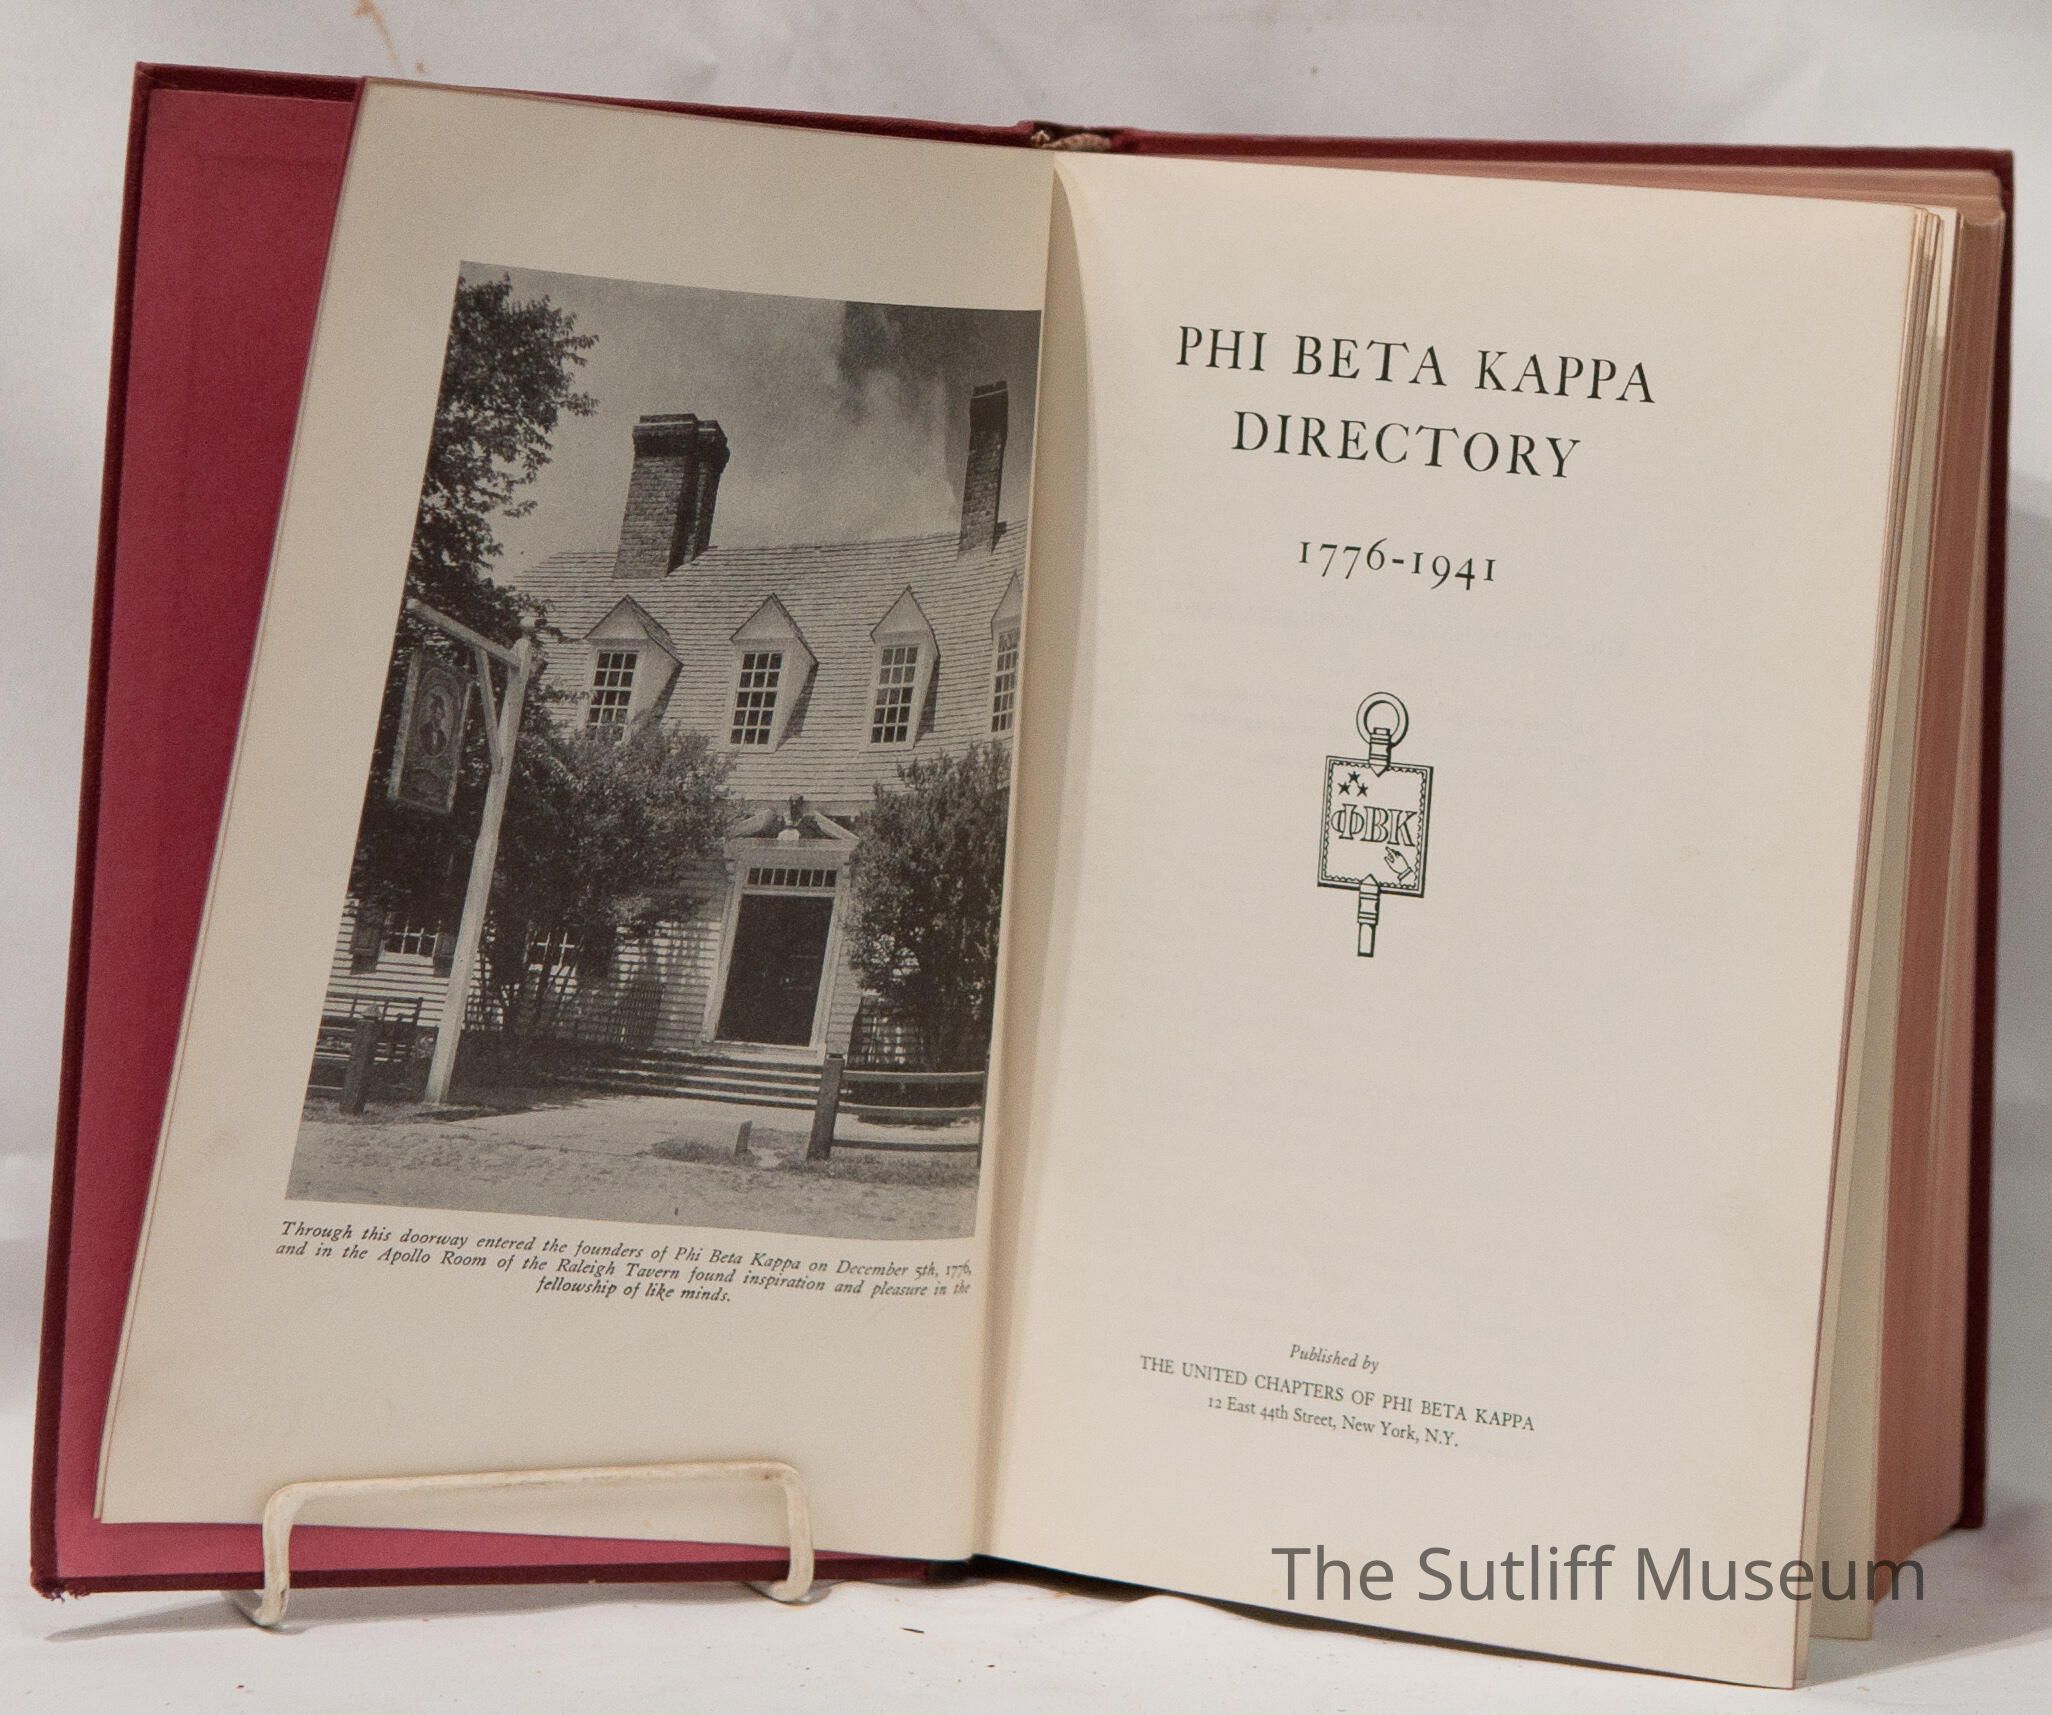 Through this doorway entered the founders of Phi Beta Kappa on December 5th, 1776,
and in the Apollo Room of the Raleigh Tavern found inspiration and pleasure in the
fellowship of like minds.
PHI BETA KAPPA
DIRECTORY
1776-1941
ΦΒΚ
Published by
THE UNITED CHAPTERS OF PHI BETA KAPPA
12 East 44th Street, New York, N.Y.
The Sutliff Museum